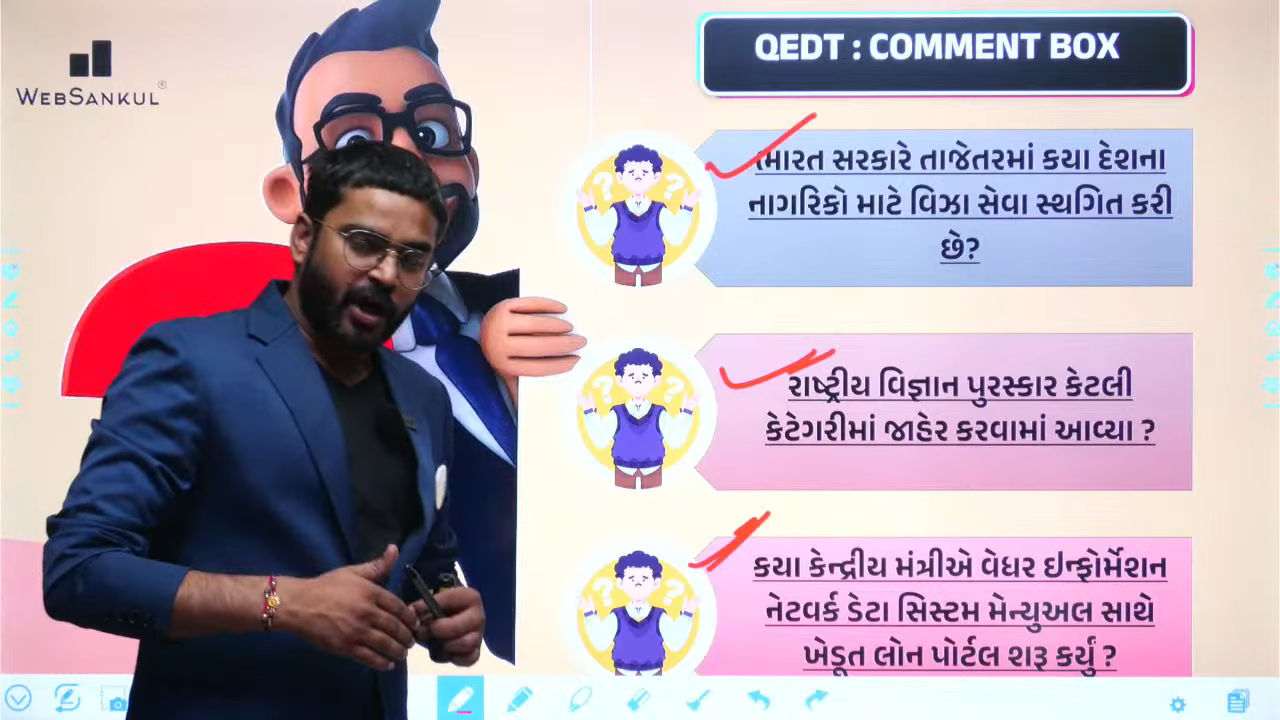 WEBSANKUL
QEDT : COMMENT BOX
ભારત સરકારે તાજેતરમાં કયા દેશના
નાગરિકો માટે વિઝા સેવા સ્થગિત કરી
છે?
રાષ્ટ્રીય વિજ્ઞાન પુરસ્કાર કેટલી
કેટેગરીમાં જાહેર કરવામાં આવ્યા ?
કયા કેન્દ્રીય મંત્રીએ વેધર ઇન્ફોર્મેશન
નેટવર્ક ડેટા સિસ્ટમ મેન્યુઅલ સાથે
ખેડૂત લોન પોર્ટલ શરૂ કર્યું ?